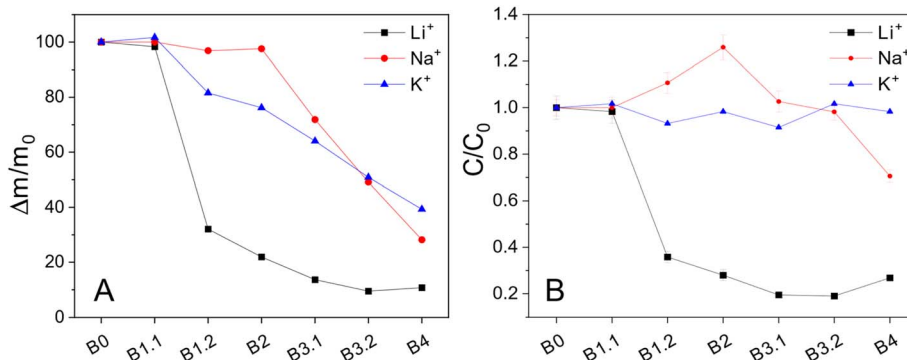 100
80
60
40
20
0
Δm/m₀
Li⁺
Na⁺
K⁺
A
B0
B1.1
B1.2
B2
B3.1
B3.2
B4
1.4
1.2
1.0
0.8
0.6
0.4
0.2
C/C₀
Li⁺
Na⁺
K⁺
B
B0
B1.1
B1.2
B2
B3.1
B3.2
B4